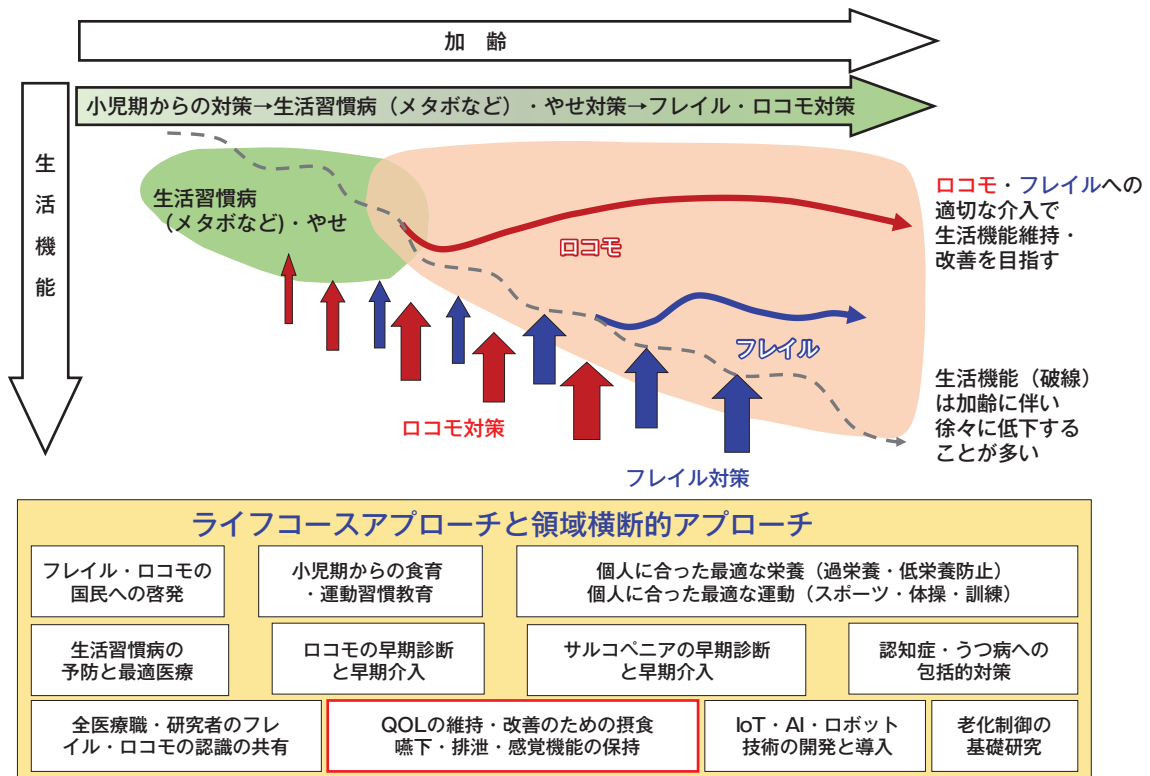 加　齢
小児期からの対策→生活習慣病（メタボなど）・やせ対策→フレイル・ロコモ対策
生活機能
生活習慣病
（メタボなど)・やせ
ロコモ
フレイル
ロコモ対策
フレイル対策
ロコモ・フレイルへの
適切な介入で
生活機能維持・
改善を目指す
生活機能（破線）
は加齢に伴い
徐々に低下する
ことが多い
ライフコースアプローチと領域横断的アプローチ
フレイル・ロコモの
国民への啓発
小児期からの食育
・運動習慣教育
個人に合った最適な栄養（過栄養・低栄養防止）
個人に合った最適な運動（スポーツ・体操・訓練）
生活習慣病の
予防と最適医療
ロコモの早期診断
と早期介入
サルコペニアの早期診断
と早期介入
認知症・うつ病への
包括的対策
全医療職・研究者のフレ
イル・ロコモの認識の共有
QOLの維持・改善のための摂食
嚥下・排泄・感覚機能の保持
IoT・AI・ロボット
技術の開発と導入
老化制御の
基礎研究